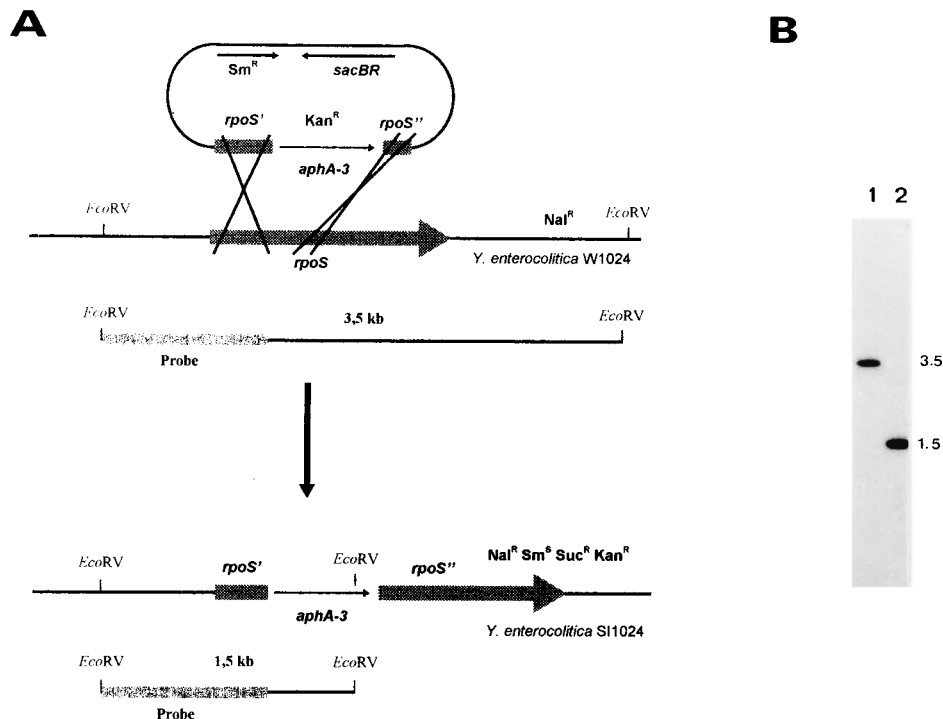 A
B
Sm^R sacBR
rpoS' Kan^R rpoS''
aphA-3
EcoRV Nal^R EcoRV
rpoS Y. enterocolitica W1024
EcoRV 3,5 kb EcoRV
Probe
1 2
3.5
1.5
EcoRV rpoS' EcoRV rpoS'' Nal^R Sm^S Suc^R Kan^R
aphA-3
Y. enterocolitica SI1024
EcoRV 1,5 kb EcoRV
Probe